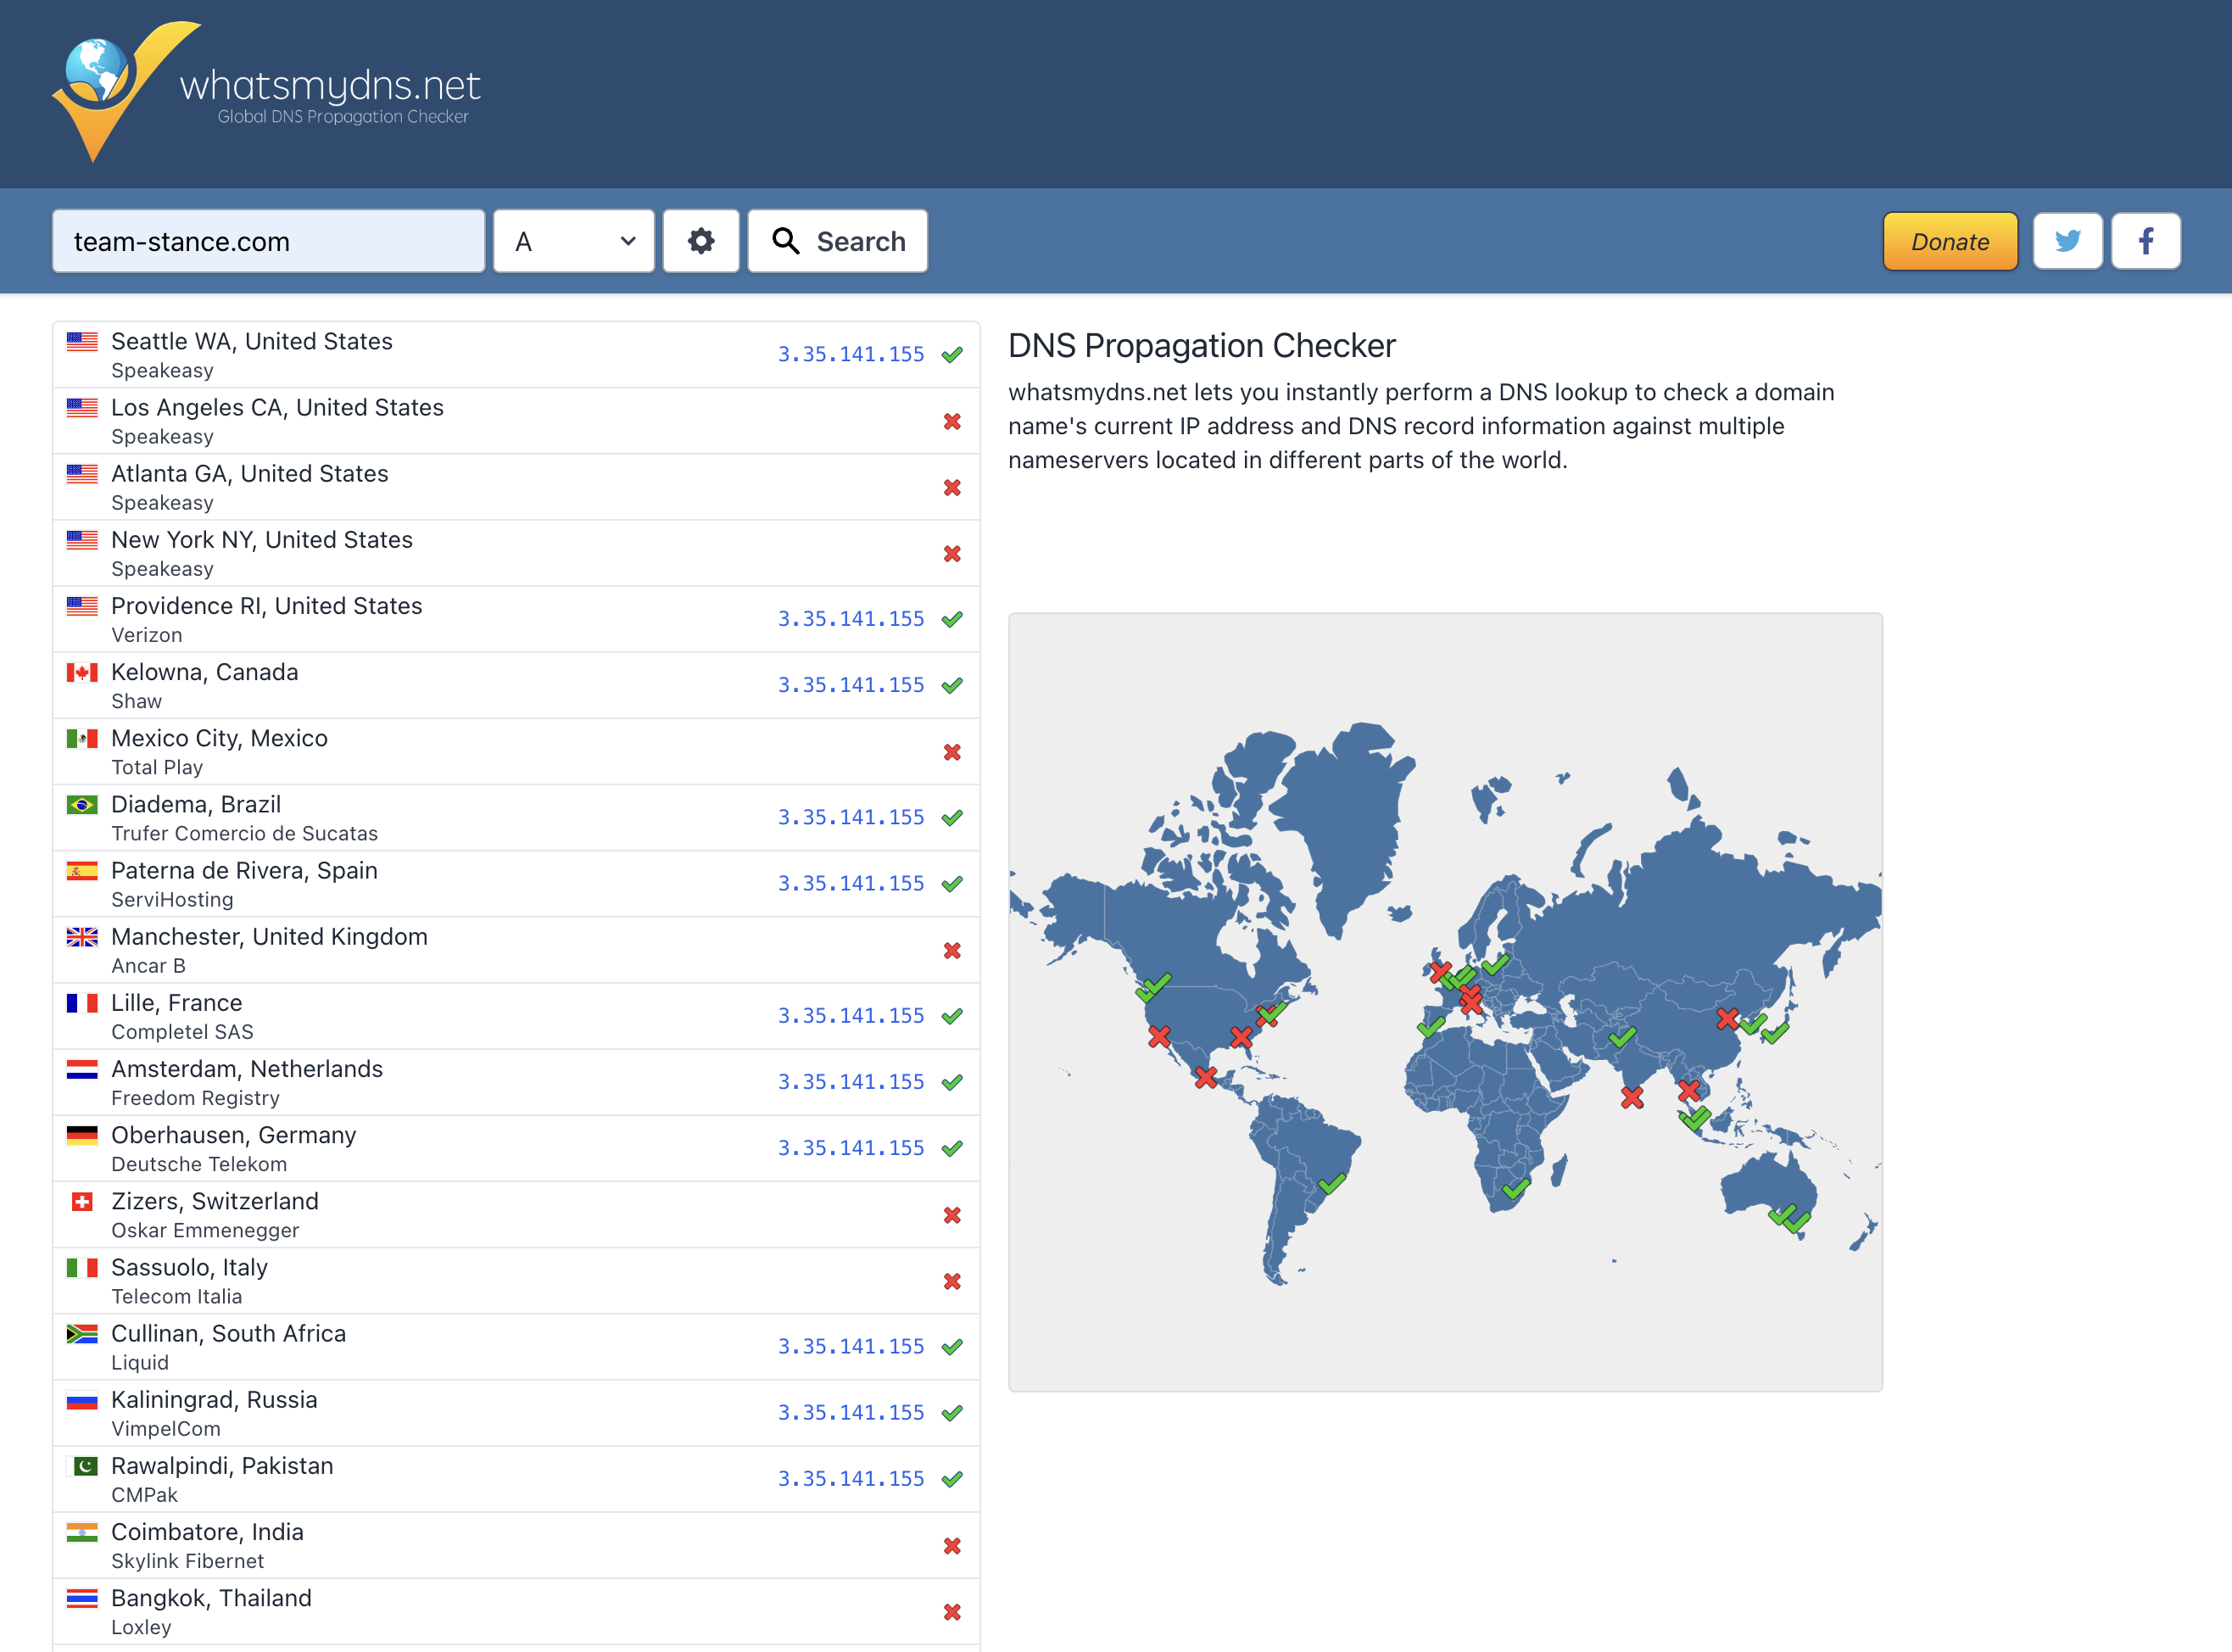 whatsmydns.net
Global DNS Propagation Checker
team-stance.com
A
Search
Donate
Seattle WA, United States
Speakeasy
3.35.141.155
Los Angeles CA, United States
Speakeasy
Atlanta GA, United States
Speakeasy
New York NY, United States
Speakeasy
Providence RI, United States
Verizon
3.35.141.155
Kelowna, Canada
Shaw
3.35.141.155
Mexico City, Mexico
Total Play
Diadema, Brazil
Trufer Comercio de Sucatas
3.35.141.155
Paterna de Rivera, Spain
ServiHosting
3.35.141.155
Manchester, United Kingdom
Ancar B
Lille, France
Completel SAS
3.35.141.155
Amsterdam, Netherlands
Freedom Registry
3.35.141.155
Oberhausen, Germany
Deutsche Telekom
3.35.141.155
Zizers, Switzerland
Oskar Emmenegger
Sassuolo, Italy
Telecom Italia
Cullinan, South Africa
Liquid
3.35.141.155
Kaliningrad, Russia
VimpelCom
3.35.141.155
Rawalpindi, Pakistan
CMPak
3.35.141.155
Coimbatore, India
Skylink Fibernet
Bangkok, Thailand
Loxley
DNS Propagation Checker
whatsmydns.net lets you instantly perform a DNS lookup to check a domain
name's current IP address and DNS record information against multiple
nameservers located in different parts of the world.